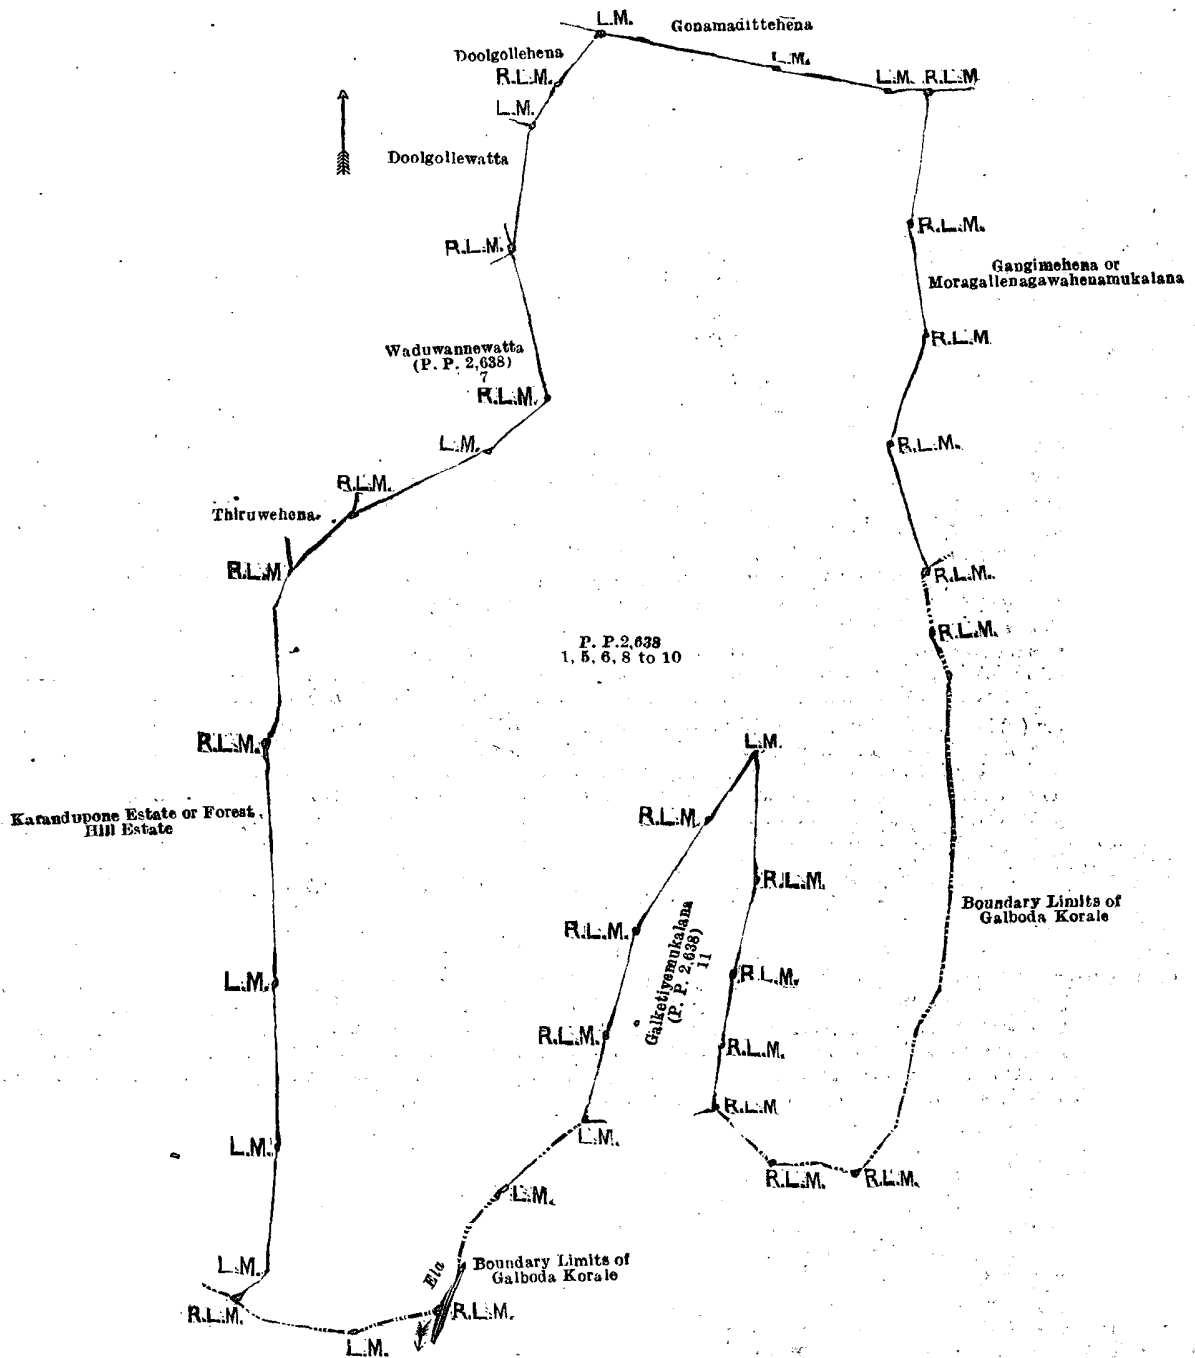 L.M.
Gonamadittehena
Doolgollehena
L.M.
R.L.M.
L.M. R.L.M
L.M.
Doolgollewatta
R.L.M.
R.L.M.
Gangimehena or
Moragallenagawahenamukalana
R.L.M
Waduwannewatta
(P. P. 2,638)
7
R.L.M.
L.M.
R.L.M.
R.L.M.
Thiruwehena
R.L.M
R.L.M.
R.L.M.
P. P. 2,638
1, 5, 6, 8 to 10
R.L.M.
L.M.
Karandupone Estate or Forest
Hill Estate
R.L.M.
R.L.M.
Boundary Limits of
Galboda Korale
R.L.M.
Galketiyemukalana
(P. P. 2,638)
11
R.L.M.
L.M.
R.L.M.
R.L.M.
R.L.M
L.M.
L.M.
R.L.M.
R.L.M.
L.M.
L.M.
Ela
Boundary Limits of
Galboda Korale
R.L.M.
R.L.M.
L.M.